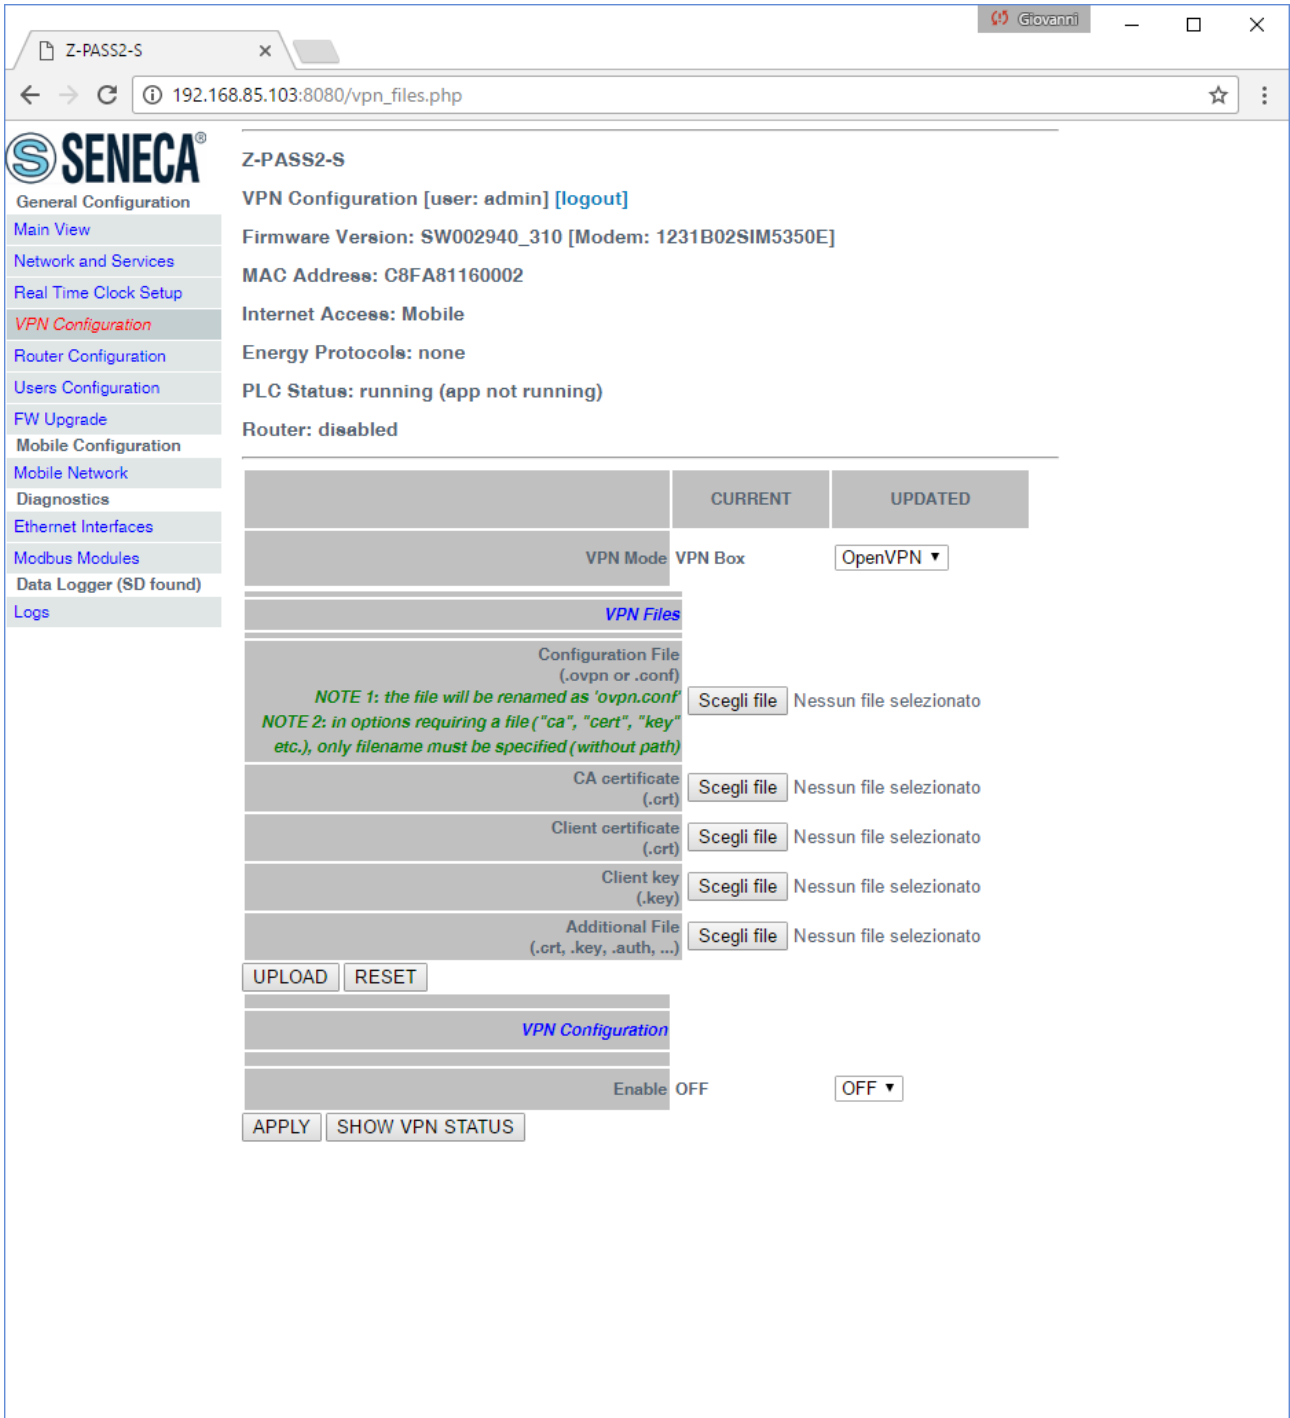 Giovanni
Z-PASS2-S
192.168.85.103:8080/vpn_files.php
SENECA®
General Configuration
Main View
Network and Services
Real Time Clock Setup
VPN Configuration
Router Configuration
Users Configuration
FW Upgrade
Mobile Configuration
Mobile Network
Diagnostics
Ethernet Interfaces
Modbus Modules
Data Logger (SD found)
Logs
Z-PASS2-S
VPN Configuration [user: admin] [logout]
Firmware Version: SW002940_310 [Modem: 1231B02SIM5350E]
MAC Address: C8FA81160002
Internet Access: Mobile
Energy Protocols: none
PLC Status: running (app not running)
Router: disabled
CURRENT UPDATED
VPN Mode VPN Box OpenVPN
VPN Files
Configuration File
(.ovpn or .conf)
NOTE 1: the file will be renamed as 'ovpn.conf'
NOTE 2: in options requiring a file ("ca", "cert", "key"
etc.), only filename must be specified (without path)
Scegli file Nessun file selezionato
CA certificate
(.crt)
Scegli file Nessun file selezionato
Client certificate
(.crt)
Scegli file Nessun file selezionato
Client key
(.key)
Scegli file Nessun file selezionato
Additional File
(.crt, .key, .auth, ...)
Scegli file Nessun file selezionato
UPLOAD RESET
VPN Configuration
Enable OFF OFF
APPLY SHOW VPN STATUS